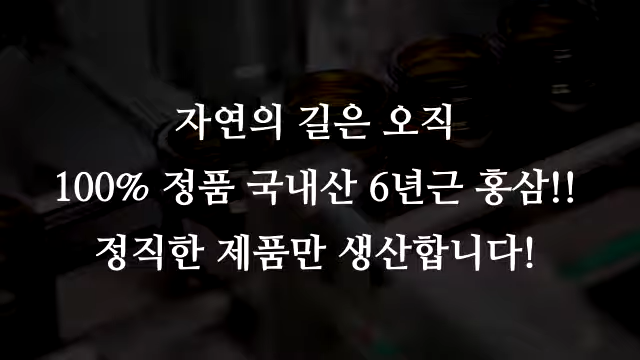 자연의 길은 오직
100% 정품 국내산 6년근 홍삼!!
정직한 제품만 생산합니다!